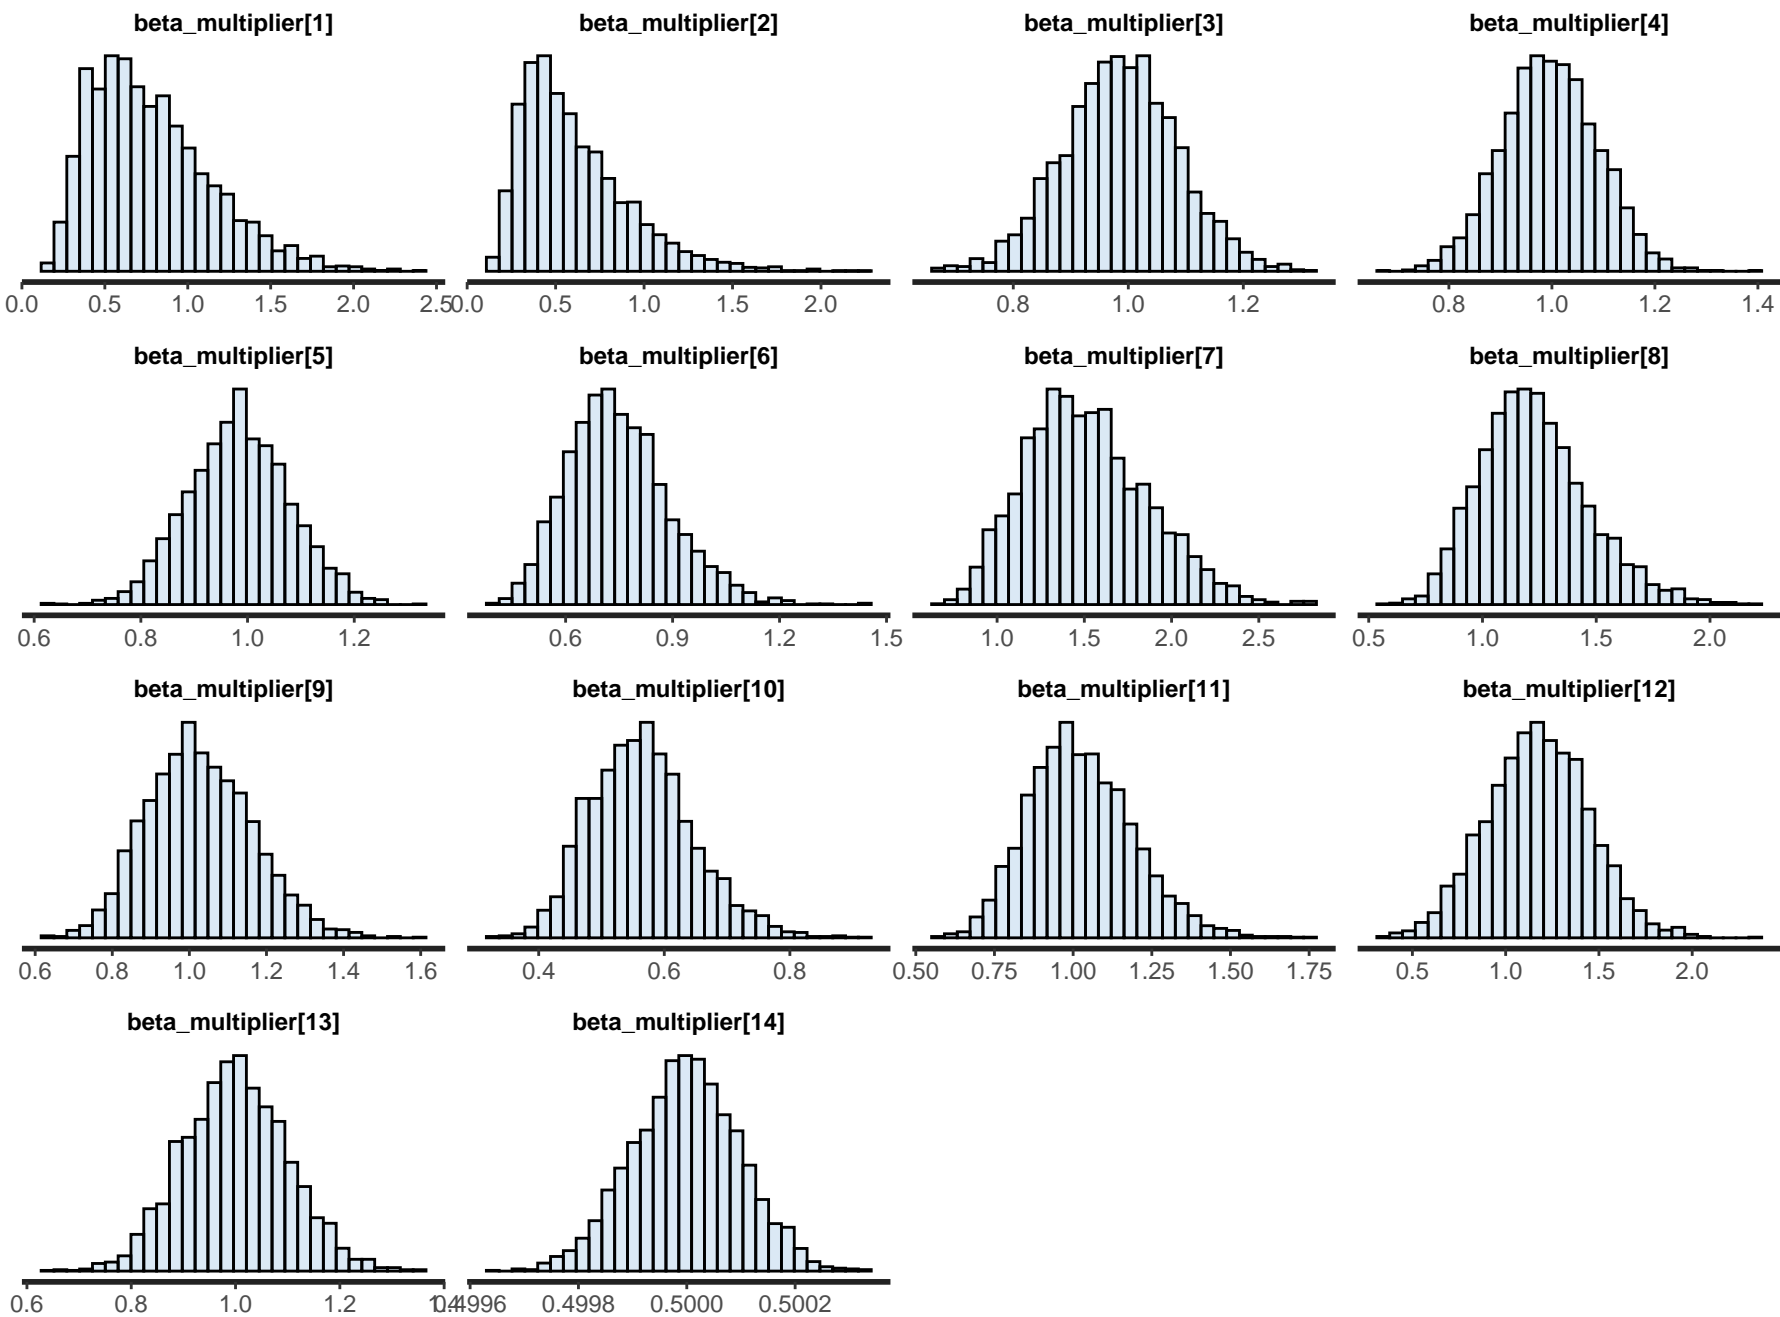 beta_multiplier[1] beta_multiplier[2] beta_multiplier[3] beta_multiplier[4]
0.0 0.5 1.0 1.5 2.0 2.5 0.0 0.5 1.0 1.5 2.0 0.8 1.0 1.2 0.8 1.0 1.2 1.4
beta_multiplier[5] beta_multiplier[6] beta_multiplier[7] beta_multiplier[8]
0.6 0.8 1.0 1.2 0.6 0.9 1.2 1.5 1.0 1.5 2.0 2.5 0.5 1.0 1.5 2.0
beta_multiplier[9] beta_multiplier[10] beta_multiplier[11] beta_multiplier[12]
0.6 0.8 1.0 1.2 1.4 1.6 0.4 0.6 0.8 0.50 0.75 1.00 1.25 1.50 1.75 0.5 1.0 1.5 2.0
beta_multiplier[13] beta_multiplier[14]
0.6 0.8 1.0 1.2 1.4 0.4996 0.4998 0.5000 0.5002